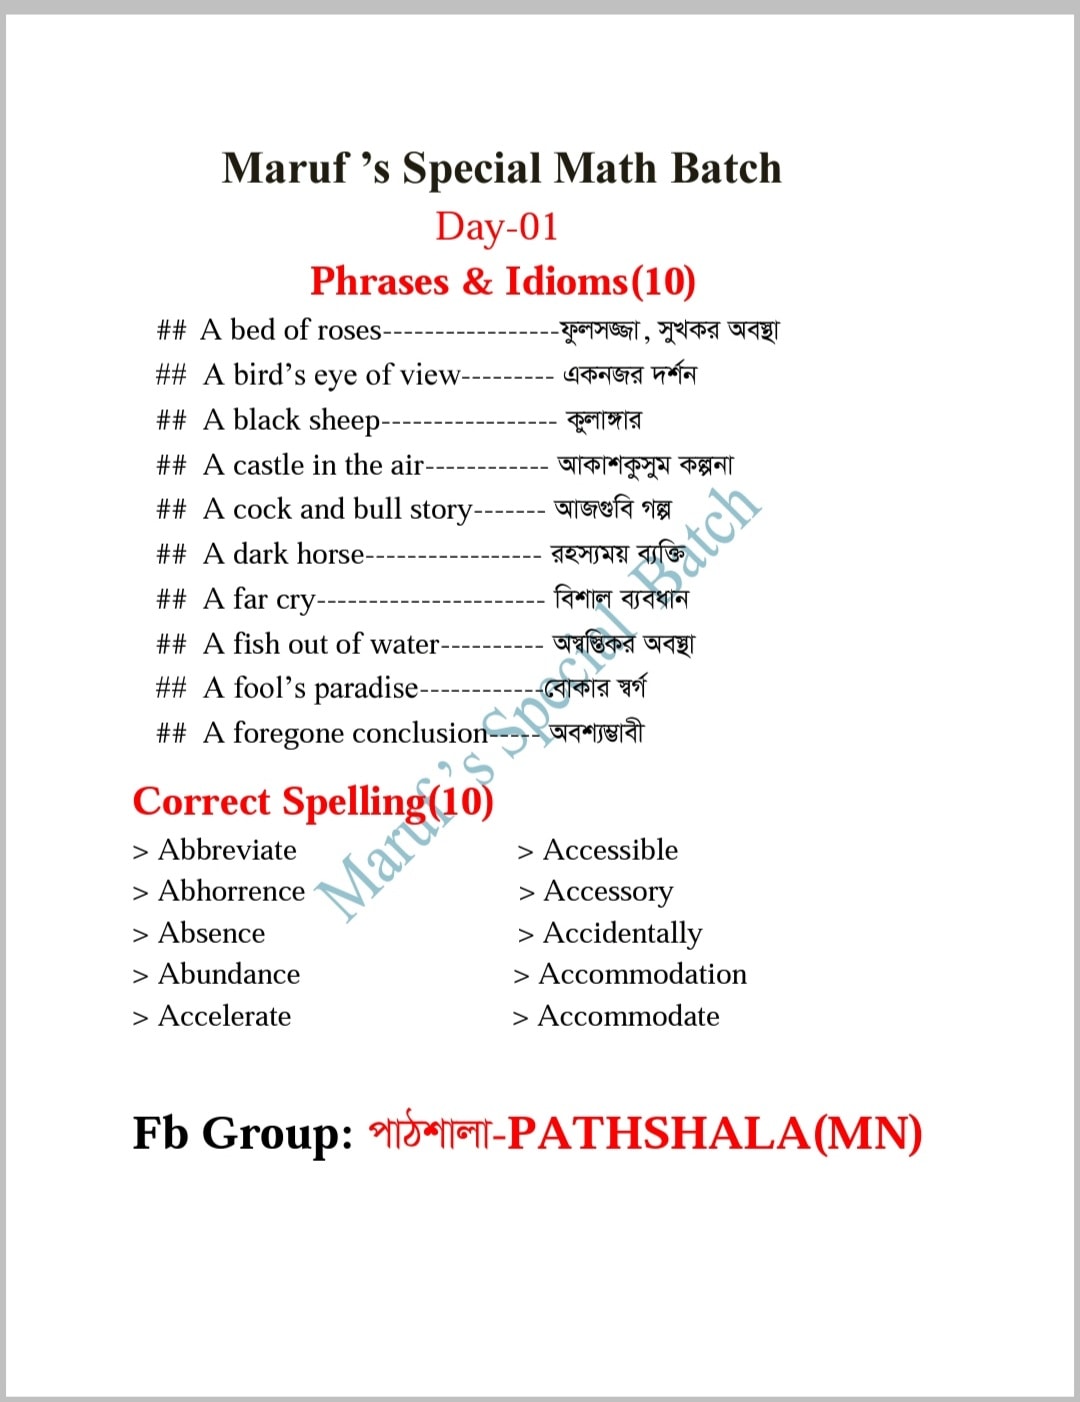 Maruf ’s Special Math Batch
Day-01
Phrases & Idioms(10)
## A bed of roses-----------------ফুলসজ্জা, সুখকর অবস্থা
## A bird’s eye of view--------- একনজর দর্শন
## A black sheep----------------- কুলাঙ্গার
## A castle in the air------------ আকাশকুসুম কল্পনা
## A cock and bull story------- আজগুবি গল্প
## A dark horse----------------- রহস্যময় ব্যক্তি
## A far cry---------------------- বিশাল ব্যবধান
## A fish out of water---------- অস্বস্তিকর অবস্থা
## A fool’s paradise------------বোকার স্বর্গ
## A foregone conclusion----- অবশ্যম্ভাবী
Correct Spelling(10)
> Abbreviate > Accessible
> Abhorrence > Accessory
> Absence > Accidentally
> Abundance > Accommodation
> Accelerate > Accommodate
Fb Group: পাঠশালা-PATHSHALA(MN)
Maruf’s Special Batch